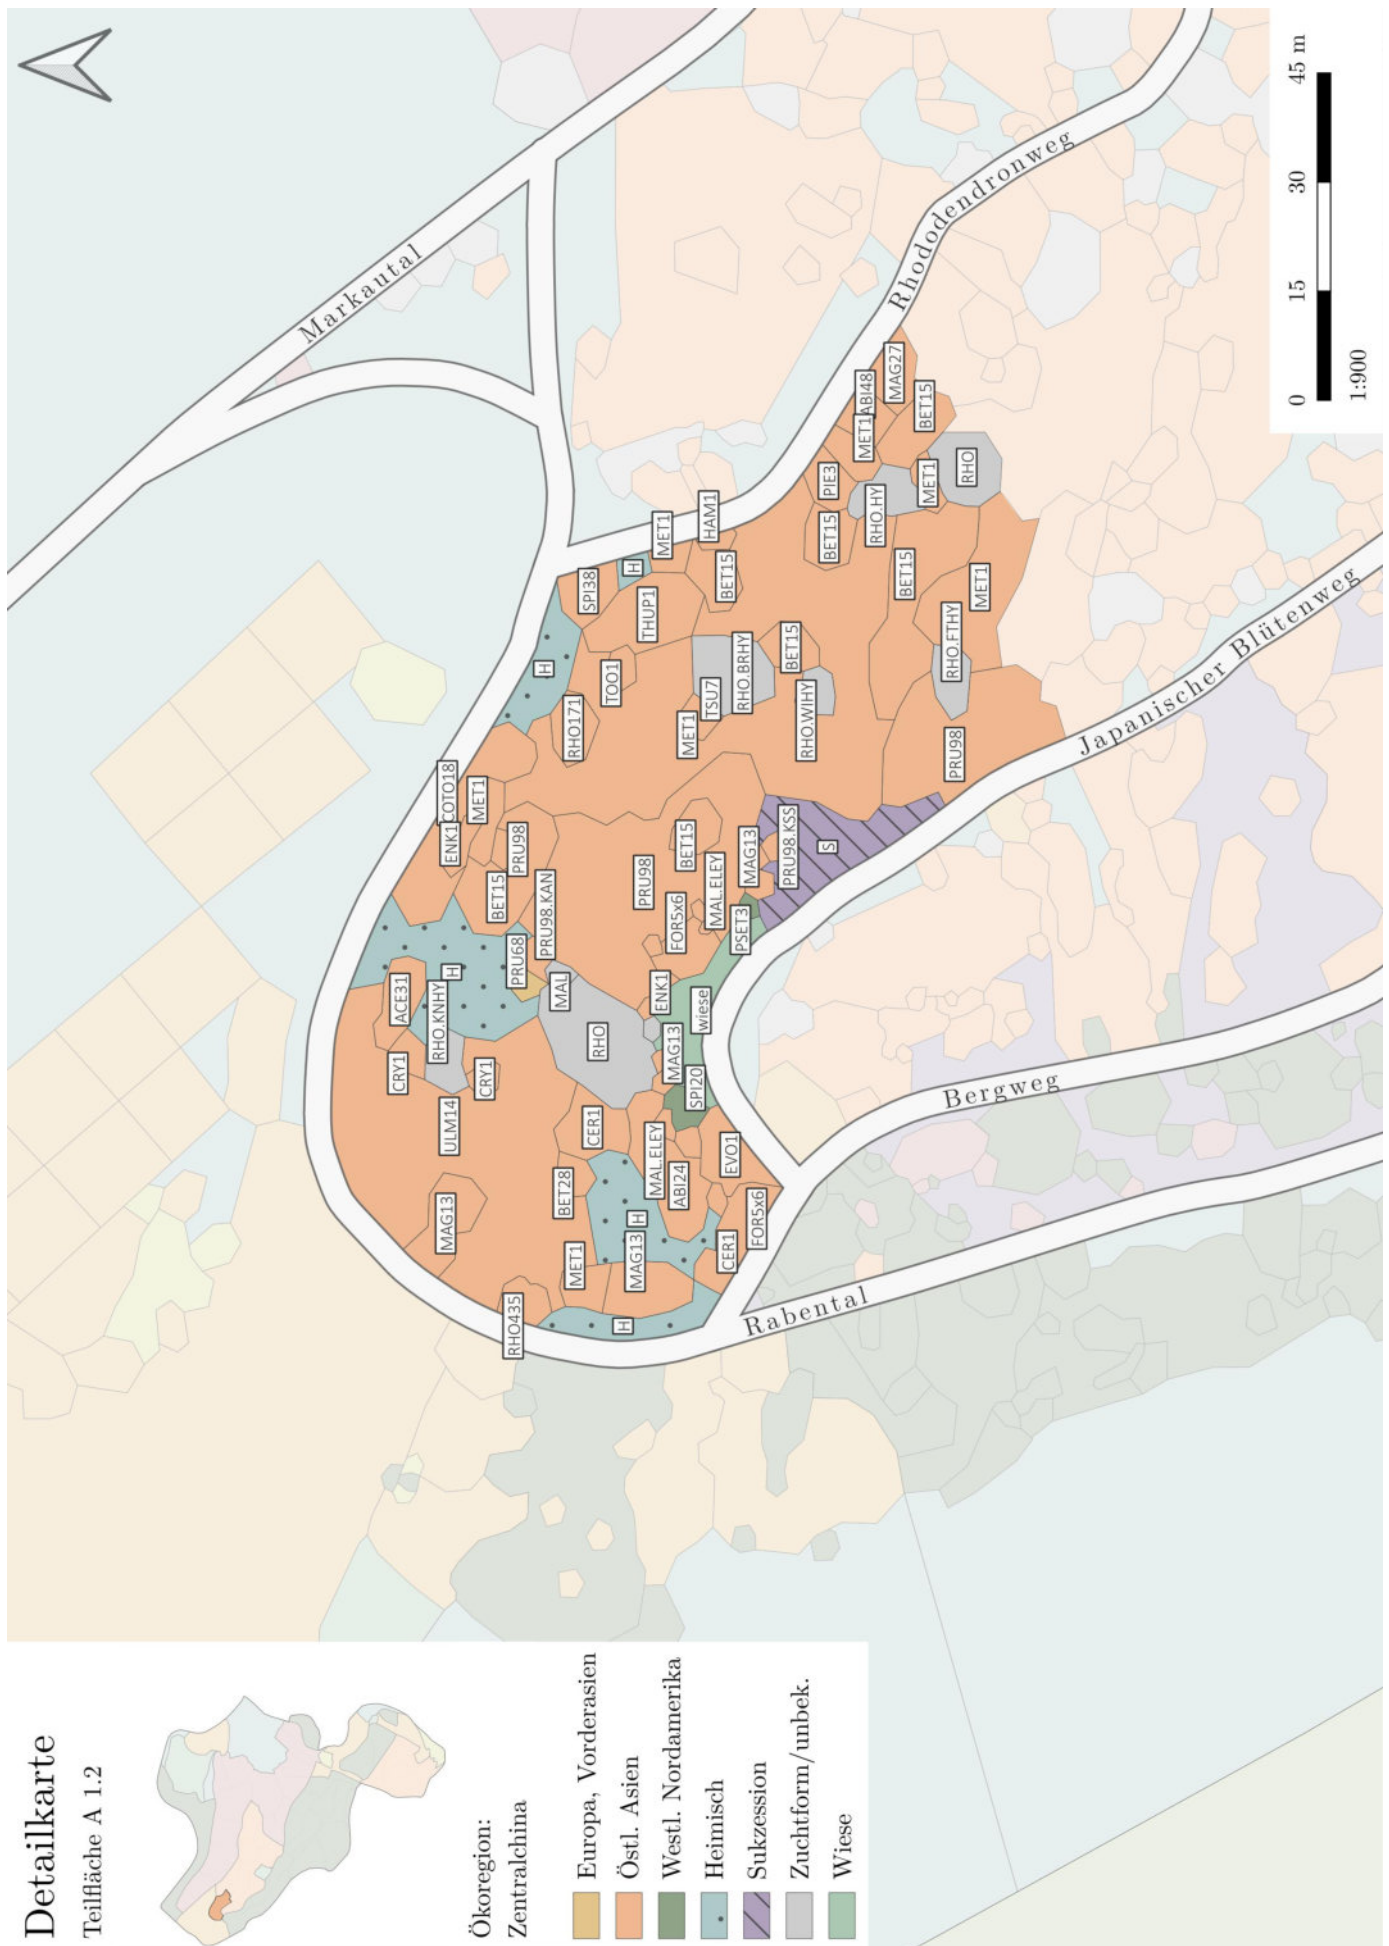 Detailkarte
Teilfläche A 1.2
Ökoregion:
Zentralchina
Europa, Vorderasien
Östl. Asien
Westl. Nordamerika
Heimisch
Sukzession
Zuchtform/unbek.
Wiese
Markautal
Rhododendronweg
Japanischer Blütenweg
Bergweg
Rabental
RHO435
MAG13
ULM14
CRY1
ACE31
RHO.KNHY
H
CRY1
ENK1
COTO18
MET1
BET15
PRU98
PRU68
PRU98.KAN
MAL
RHO
CER1
BET28
MET1
MAG13
H
H
MAL.ELEY
ABI24
CER1
FOR5x6
EVO1
SPI20
MAG13
ENK1
wiese
PSET3
FOR5x6
MAL.ELEY
PRU98
BET15
MAG13
PRU98.KSS
S
RHO171
H
TOO1
SPI38
H
THUP1
MET1
HAM1
BET15
MET1
TSU7
RHO.BRHY
BET15
RHO.WIHY
PRU98
RHO.FTHY
MET1
BET15
BET15
PIE3
RHO.HY
MET1
RHO
MET1
ABI48
MAG27
BET15
0
15
30
45 m
1:900